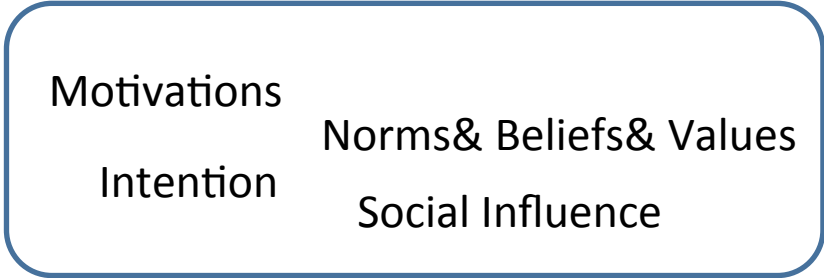 Motivations
Norms& Beliefs& Values
Intention
Social Influence